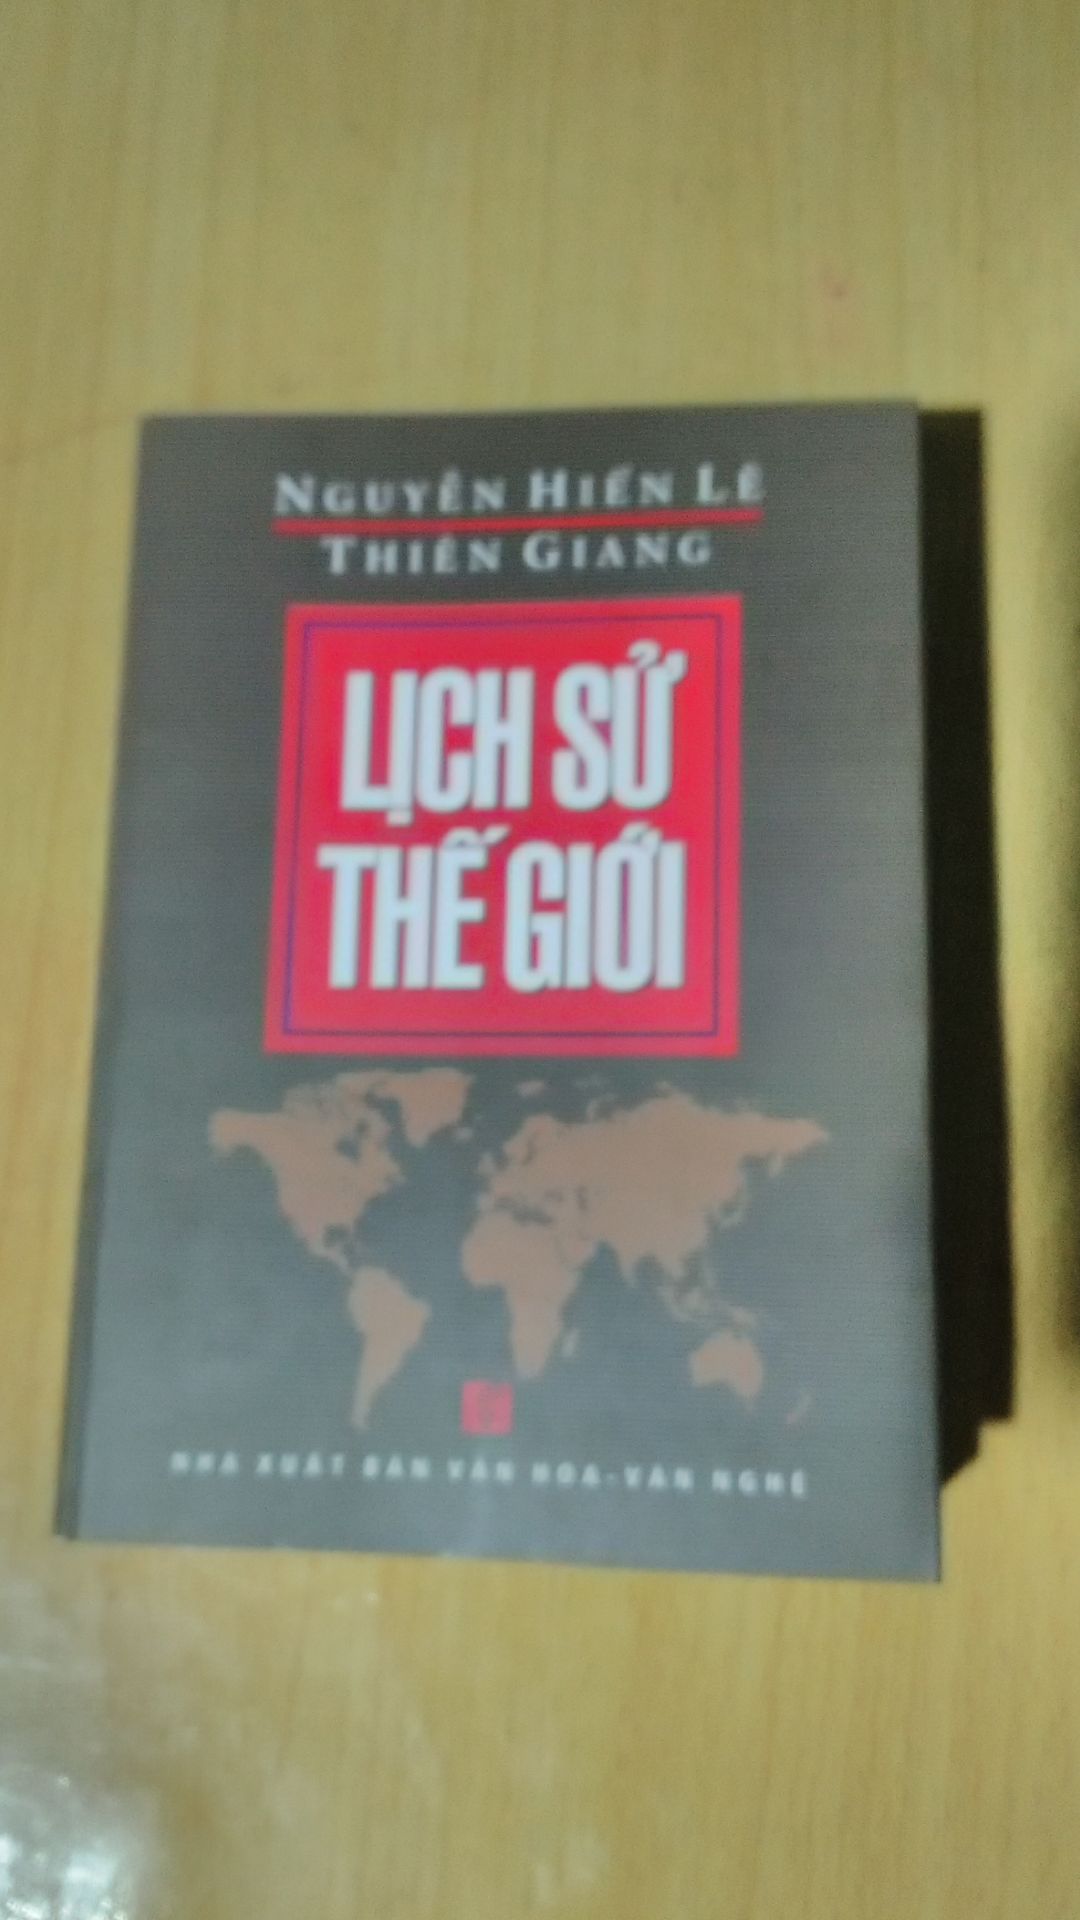 NGUYỄN HIẾN LÊ
THIÊN GIANG
LỊCH SỬ
THẾ GIỚI
NHÀ XUẤT BẢN VĂN HÓA - VĂN NGHỆ